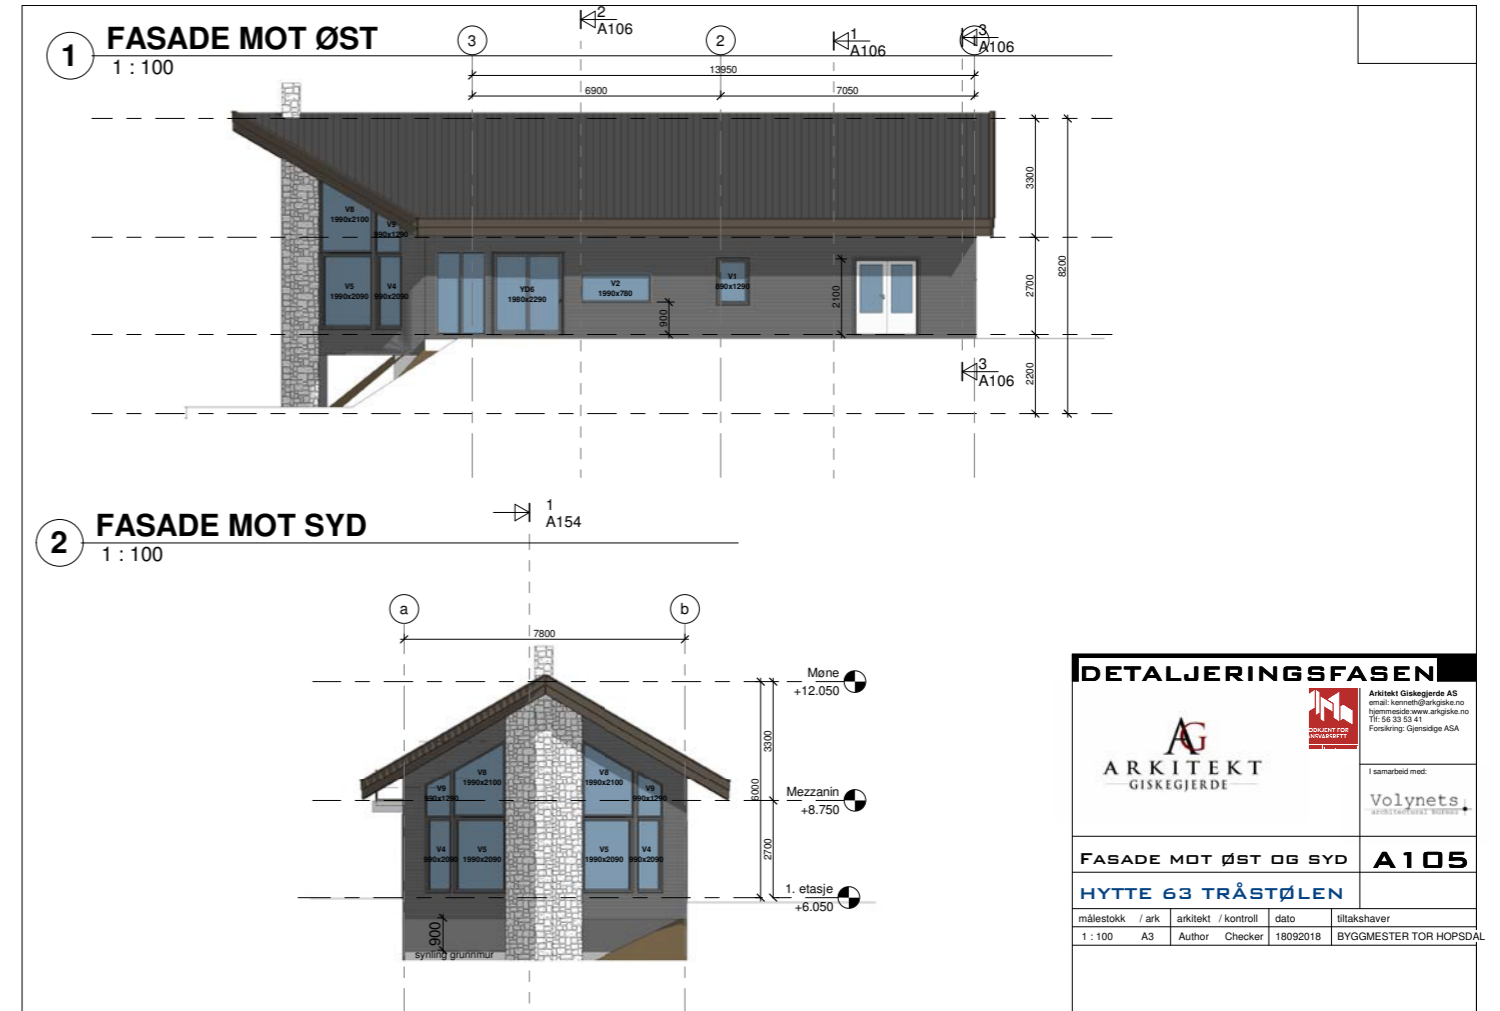 1
FASADE MOT ØST
1 : 100
3
2
A106
2
1
A106
3
A106
13950
6900
7050
3300
2700
8200
2200
V8
1990x2100
V9
990x1290
V5
1990x2090
V4
990x2090
YD6
1980x2290
V2
1990x780
900
V1
890x1290
2100
3
A106
2
FASADE MOT SYD
1 : 100
1
A154
a
b
7800
Møne
+12.050
3300
6000
Mezzanin
+8.750
2700
1. etasje
+6.050
V8
1990x2100
V8
1990x2100
V9
990x1290
V9
990x1290
V4
990x2090
V5
1990x2090
V5
1990x2090
V4
990x2090
900
synling grunnmur
DETALJERINGSFASEN
Arkitekt Giskegjerde AS
email: kenneth@arkgiske.no
hjemmeside:www.arkgiske.no
Tlf: 56 33 53 41
Forsikring: Gjensidige ASA
AG
ARKITEKT
GISKEGJERDE
I samarbeid med:
Volynets
architectural bureau
FASADE MOT ØST OG SYD
A105
HYTTE 63 TRÅSTØLEN
målestokk / ark arkitekt / kontroll dato tiltakshaver
1 : 100 A3 Author Checker 18092018 BYGGMESTER TOR HOPSDAL